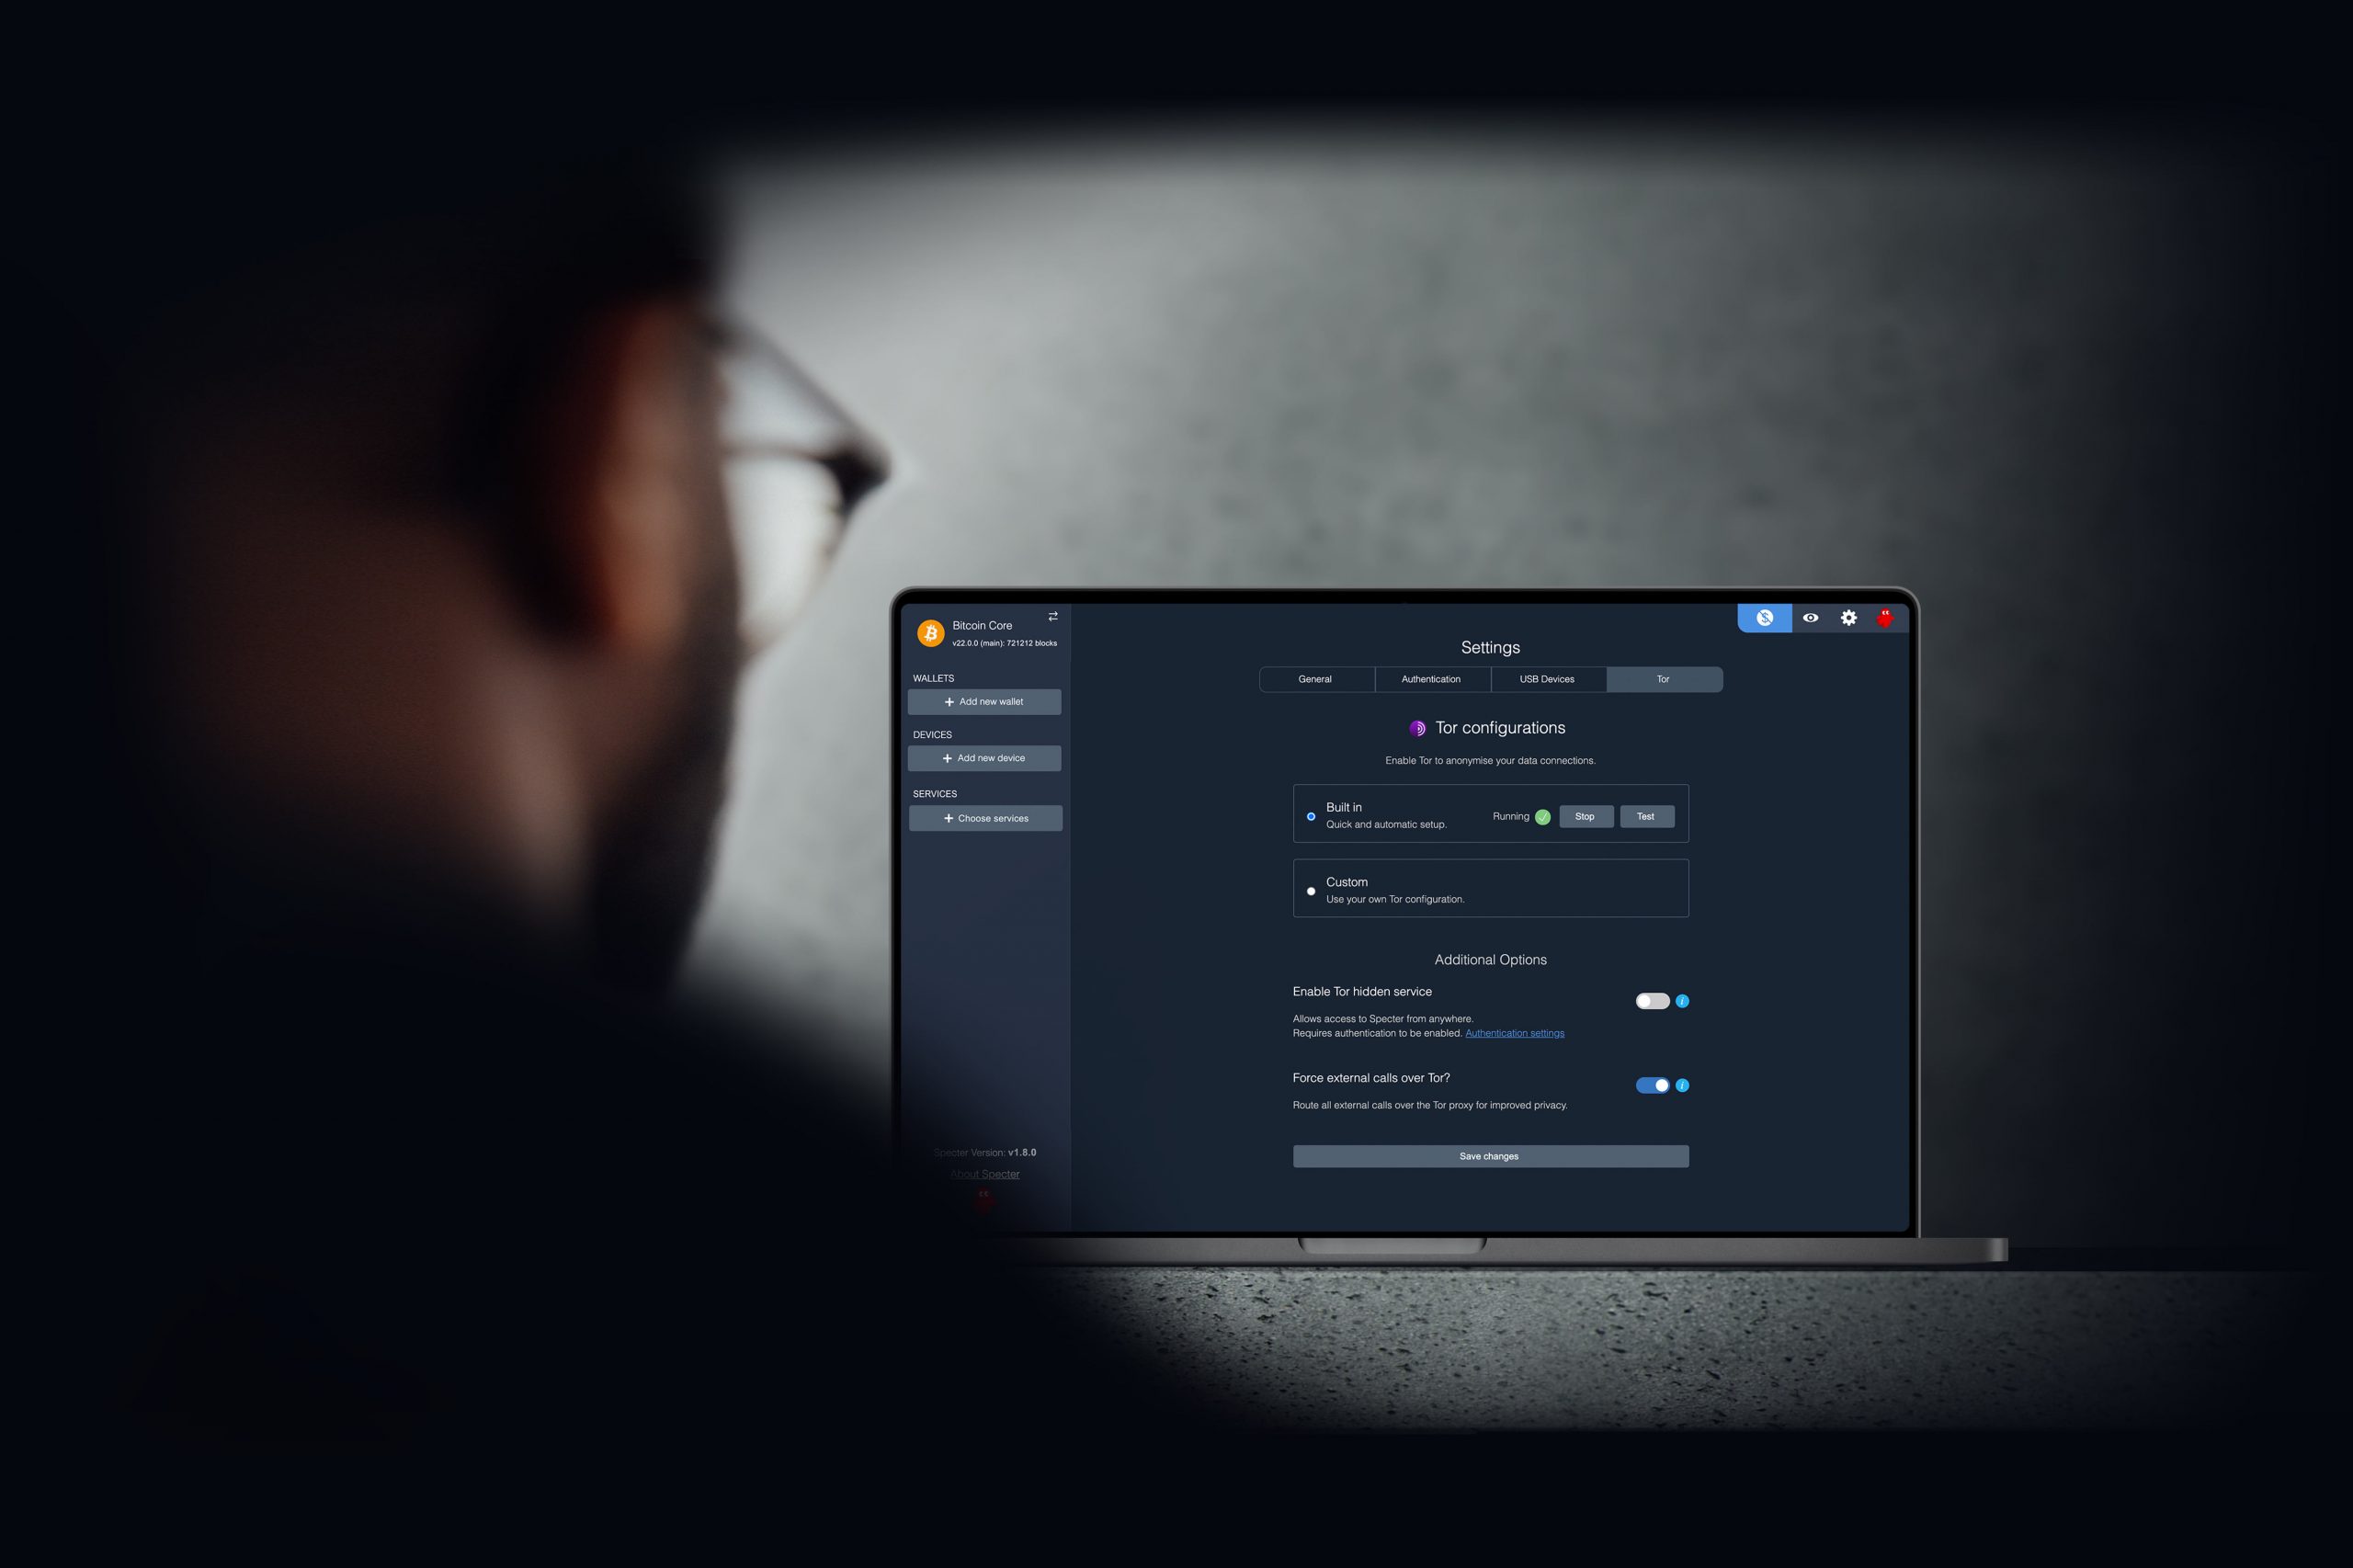 Bitcoin Core
v22.0.0 (main): 721212 blocks
WALLETS
Add new wallet
DEVICES
Add new device
SERVICES
Choose services
Specter Version: v1.8.0
About Specter
Settings
General
Authentication
USB Devices
Tor
Tor configurations
Enable Tor to anonymise your data connections.
Built in
Quick and automatic setup.
Running
Stop
Test
Custom
Use your own Tor configuration.
Additional Options
Enable Tor hidden service
Allows access to Specter from anywhere.
Requires authentication to be enabled. Authentication settings
Force external calls over Tor?
Route all external calls over the Tor proxy for improved privacy.
Save changes